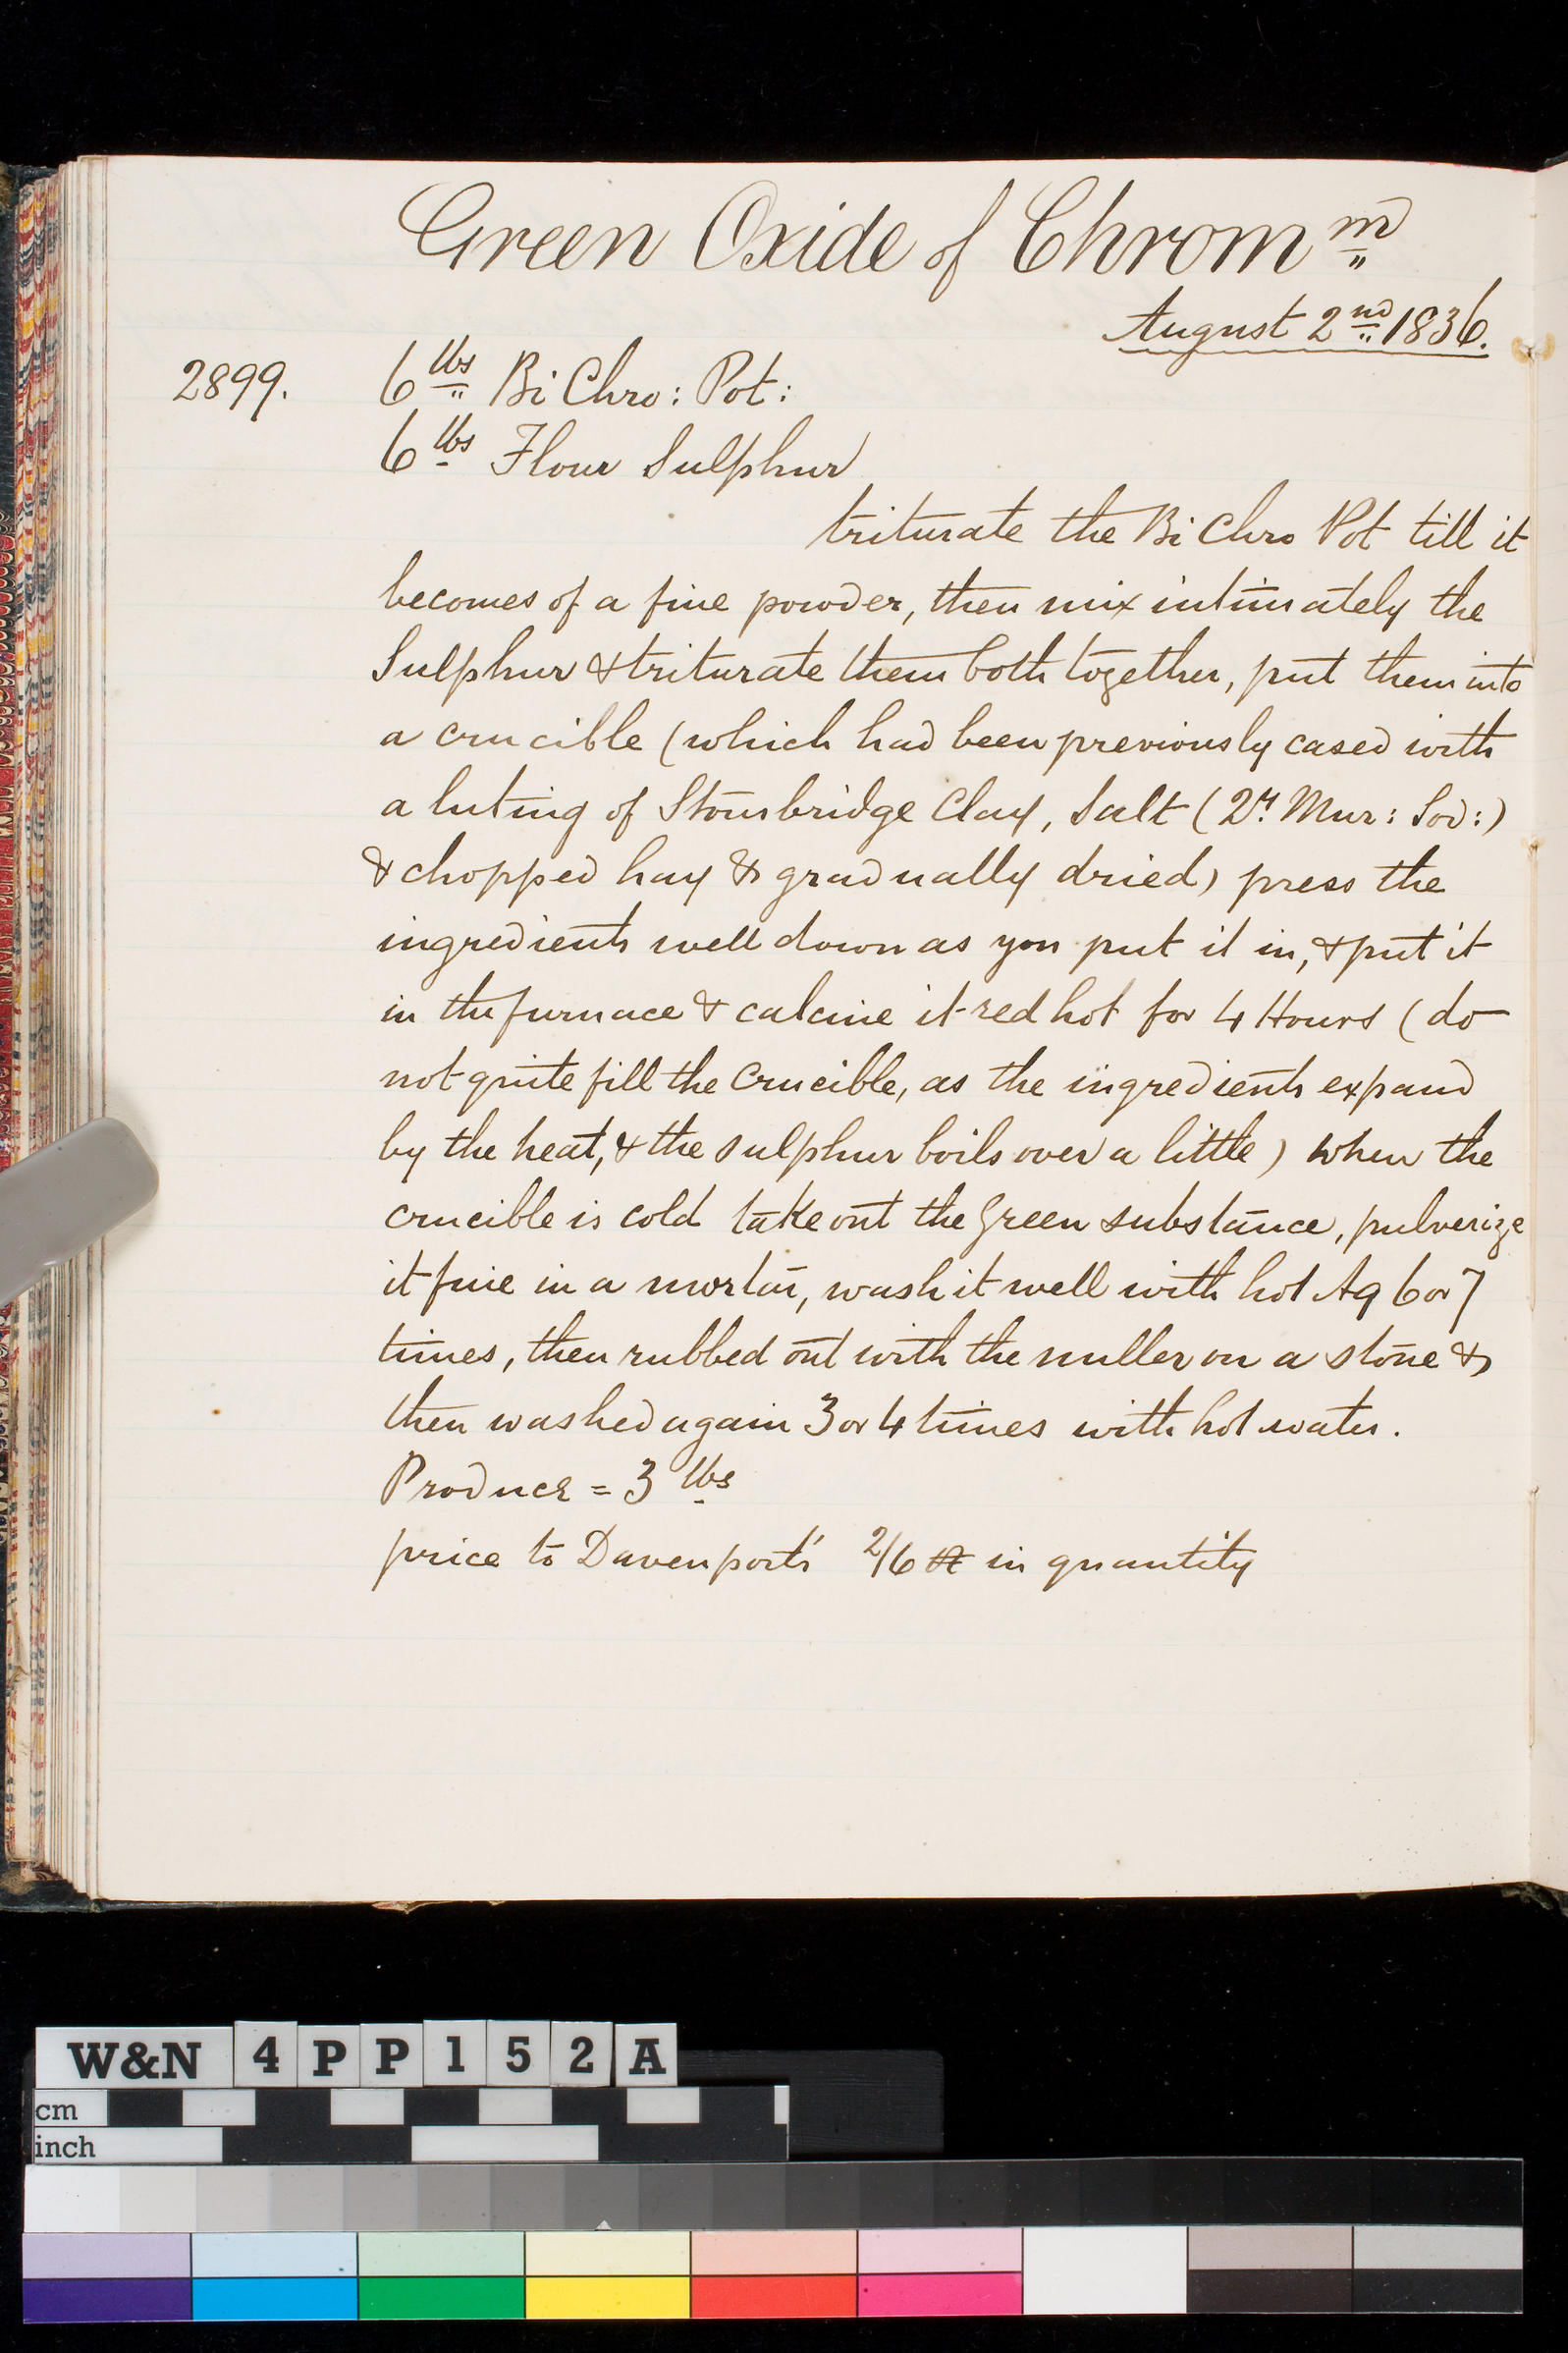 Green Oxide of Chrom m
August 2nd 1836.
2899. 6 lbs Bi Chro: Pot:
6 lbs Flour Sulphur
triturate the Bi Chro Pot till it
becomes of a fine powder, then mix intimately the
Sulphur & triturate them both together, put them into
a crucible (which had been previously cased with
a luting of Stourbridge Clay, Salt ( Mur: Sod:)
& chopped hay & gradually dried) press the
ingredients well down as you put it in, & put it
in the furnace & calcine it red hot for 4 Hours (do
not quite fill the Crucible, as the ingredients expand
by the heat, & the sulphur boils over a little) when the
crucible is cold take out the Green substance, pulverize
it fine in a mortar, wash it well with hot Aq 6 or 7
times, then rubbed out with the muller on a stone &
then washed again 3 or 4 times with hot water.
Produce = 3 lbs
price to Davenports' 2/6 ℔ in quantity
W&N 4 P P 1 5 2 A
cm
inch